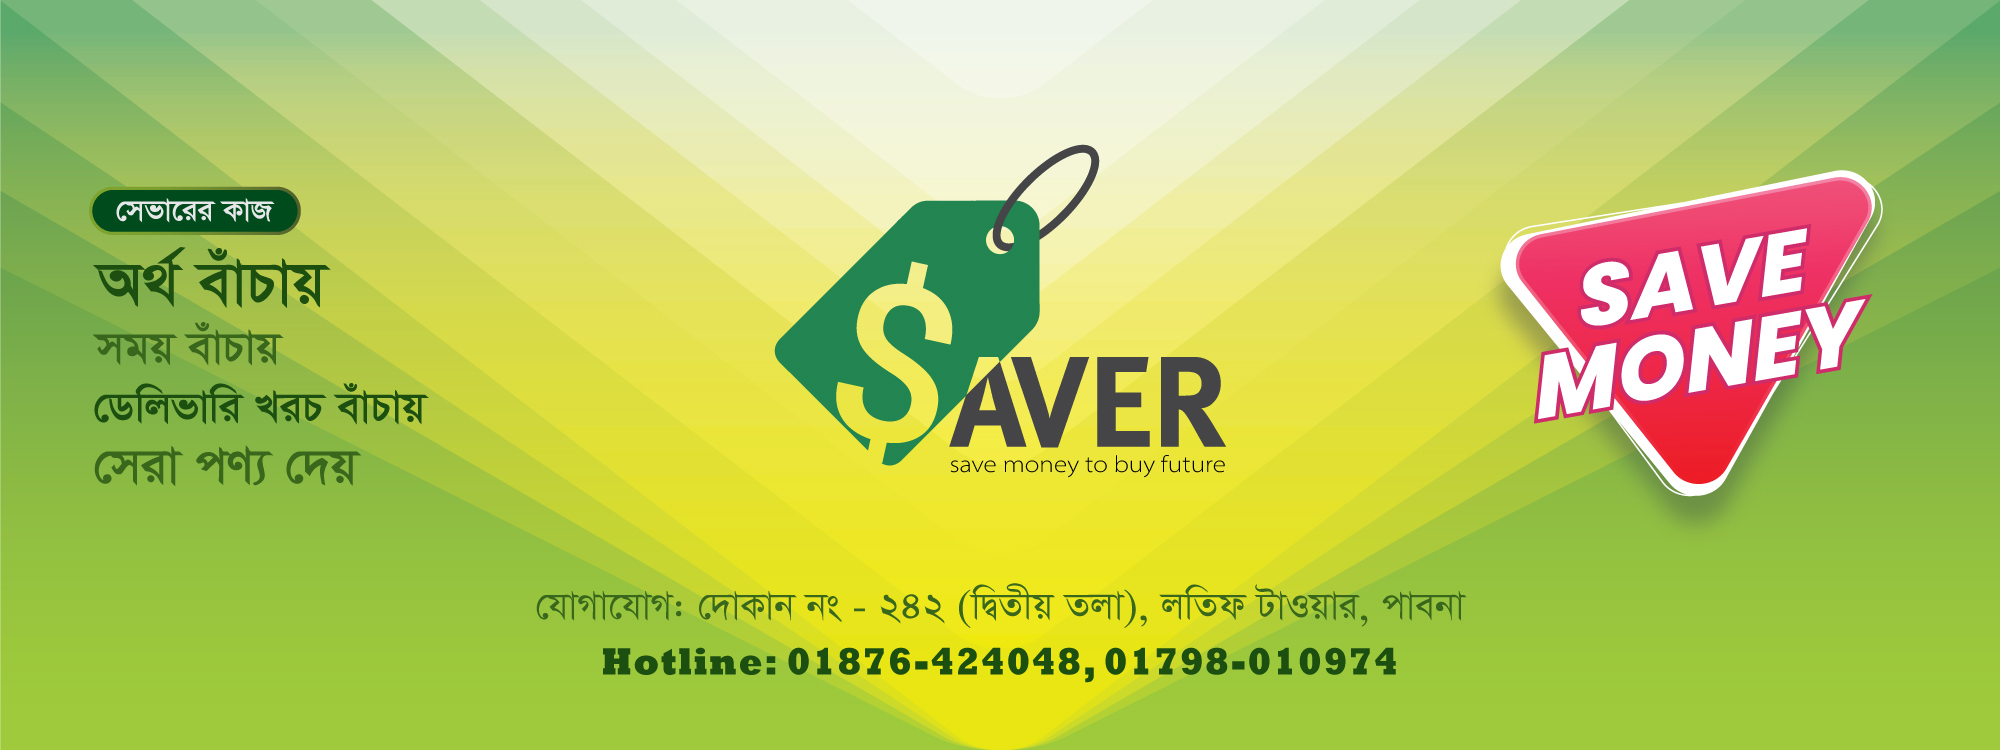 সেভারের কাজ
অর্থ বাঁচায়
সময় বাঁচায়
ডেলিভারি খরচ বাঁচায়
সেরা পণ্য দেয়
$AVER
save money to buy future
SAVE
MONEY
যোগাযোগ: দোকান নং - ২৪২ (দ্বিতীয় তলা), লতিফ টাওয়ার, পাবনা
Hotline: 01876-424048, 01798-010974